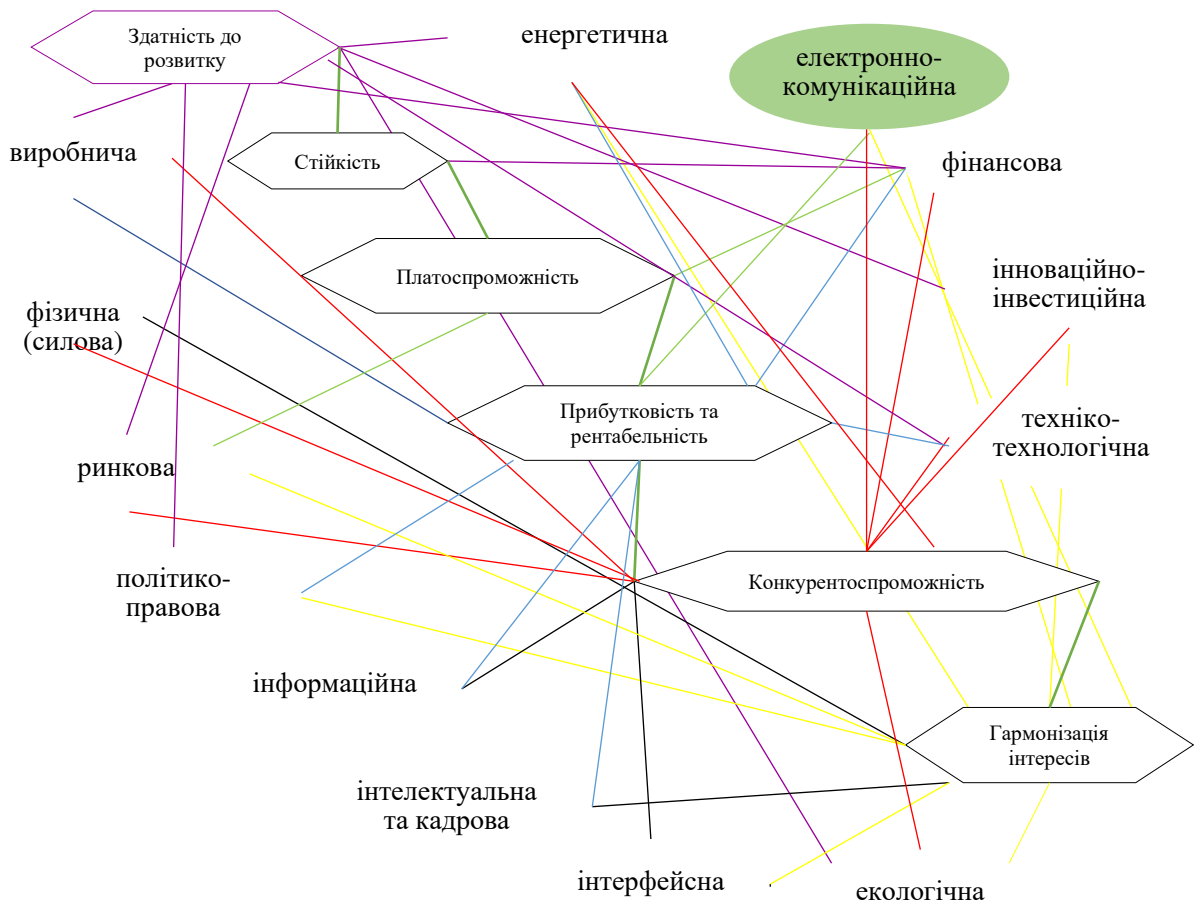 Здатність до
розвитку
енергетична
електронно-
комунікаційна
виробнича
Стійкість
фінансова
Платоспроможність
інноваційно-
інвестиційна
фізична
(силова)
Прибутковість та
рентабельність
техніко-
технологічна
ринкова
політико-
правова
Конкурентоспроможність
інформаційна
Гармонізація
інтересів
інтелектуальна
та кадрова
інтерфейсна
екологічна